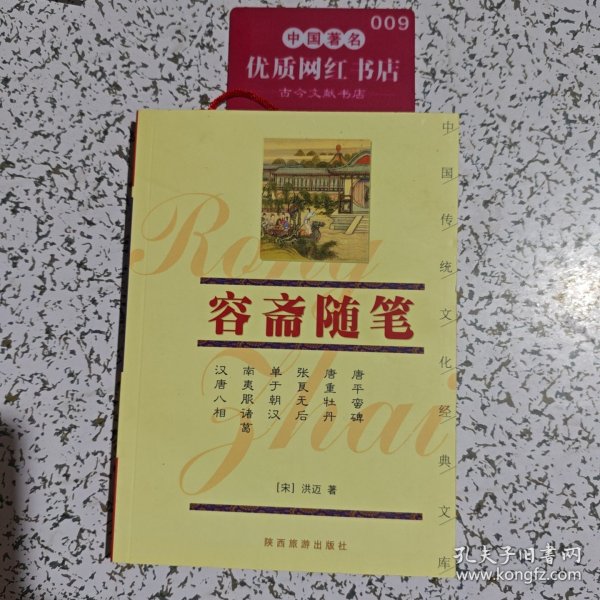 009
中国著名
优质网红书店
古今文献书店
中国传统文化经典文库
Rong
Zhai
容斋随笔
唐平蛮碑
唐重牡丹
张良无后
单于朝汉
南夷服诸葛
汉唐八相
[宋] 洪迈 著
陕西旅游出版社
孔夫子旧书网
www.kongfz.com